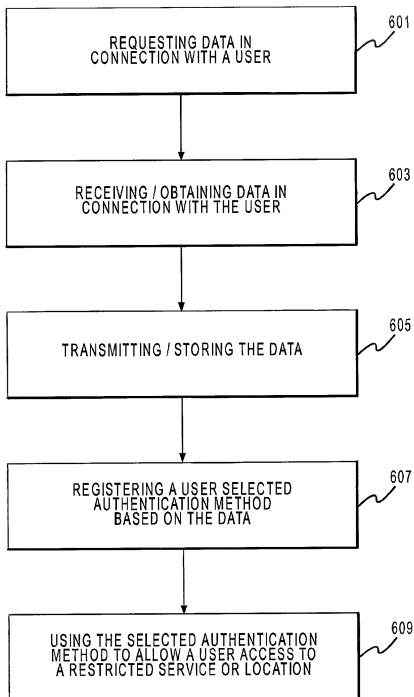 601
REQUESTING DATA IN
CONNECTION WITH A USER
603
RECEIVING / OBTAINING DATA IN
CONNECTION WITH THE USER
605
TRANSMITTING / STORING THE DATA
607
REGISTERING A USER SELECTED
AUTHENTICATION METHOD
BASED ON THE DATA
609
USING THE SELECTED AUTHENTICATION
METHOD TO ALLOW A USER ACCESS TO
A RESTRICTED SERVICE OR LOCATION